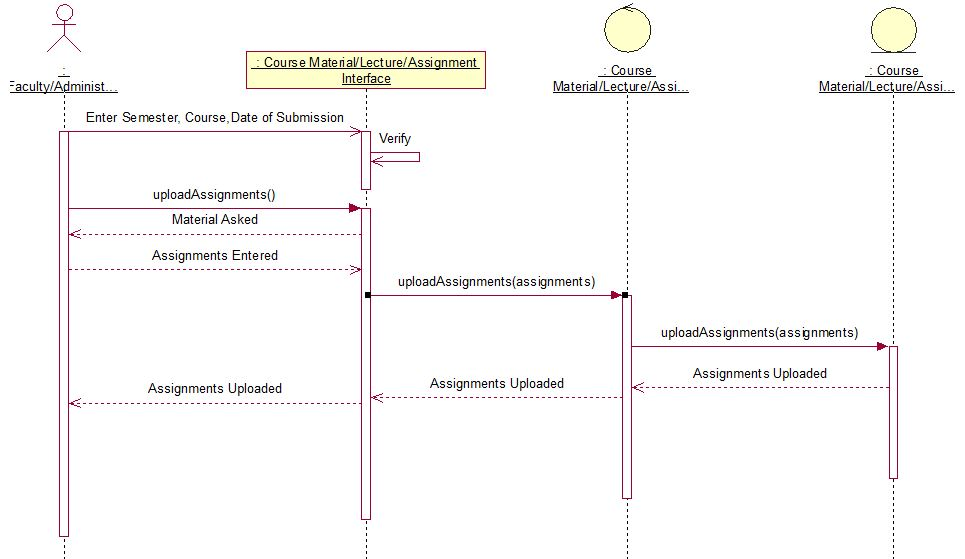 :
Faculty/Administ...
: Course Material/Lecture/Assignment
Interface
: Course
Material/Lecture/Assi...
: Course
Material/Lecture/Assi...
Enter Semester, Course,Date of Submission
Verify
uploadAssignments()
Material Asked
Assignments Entered
uploadAssignments(assignments)
uploadAssignments(assignments)
Assignments Uploaded
Assignments Uploaded
Assignments Uploaded